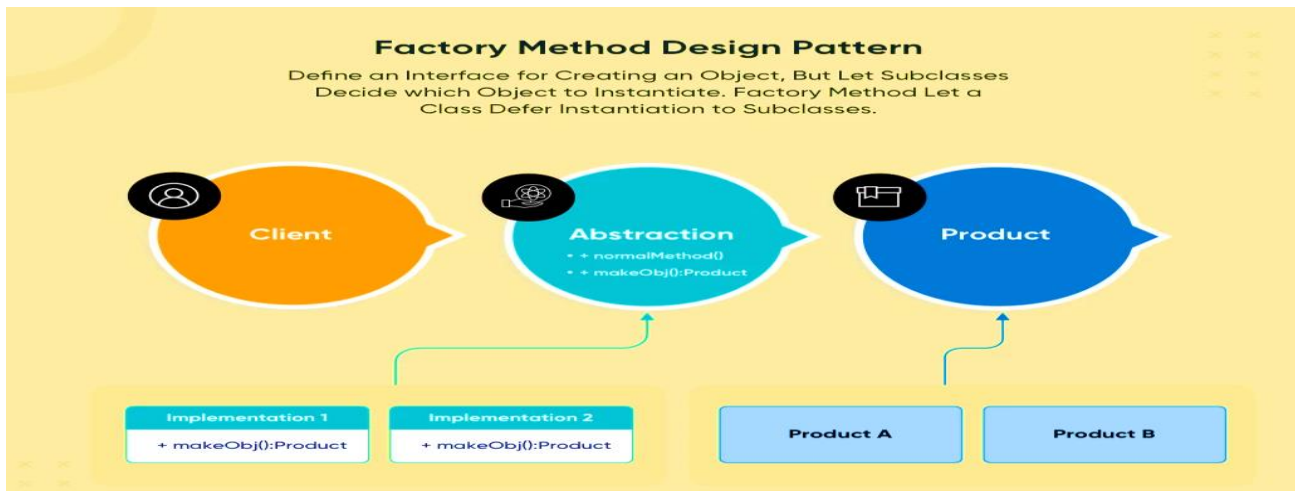 Factory Method Design Pattern
Define an Interface for Creating an Object, But Let Subclasses
Decide which Object to Instantiate. Factory Method Let a
Class Defer Instantiation to Subclasses.
Client
Abstraction
• + normalMethod()
• + makeObj():Product
Product
Implementation 1
+ makeObj():Product
Implementation 2
+ makeObj():Product
Product A
Product B